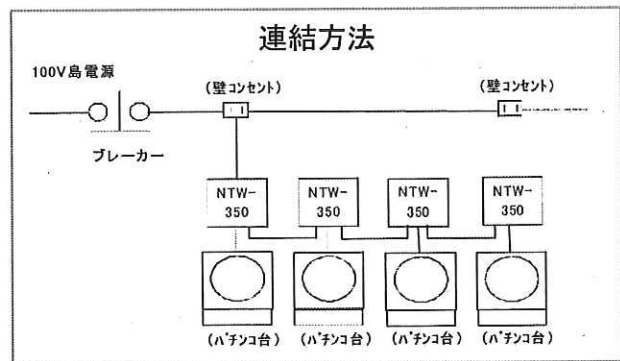 連結方法
100V島電源
(壁コンセント)
(壁コンセント)
ブレーカー
NTW-
350
NTW-
350
NTW-
350
NTW-
350
(パチンコ台)
(パチンコ台)
(パチンコ台)
(パチンコ台)